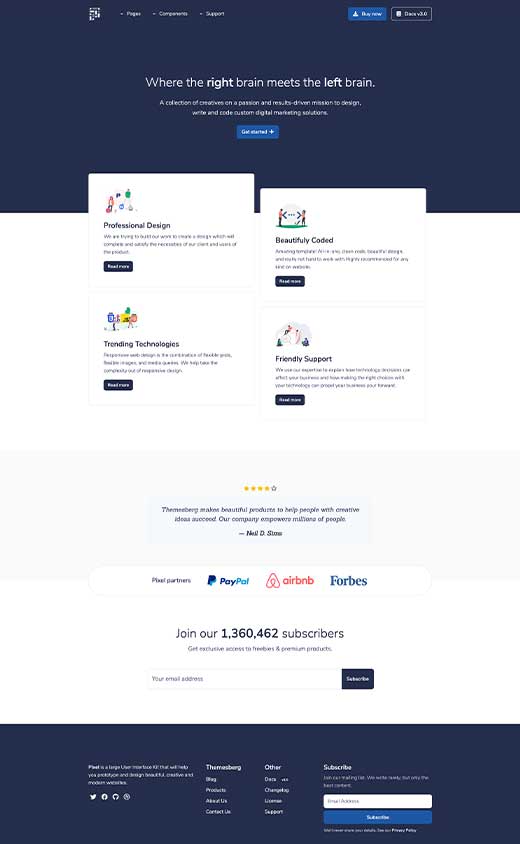 Pages Components Support Buy now Docs v3.0
Where the right brain meets the left brain.
A collection of creatives on a passion and results-driven mission to design,
write and code custom digital marketing solutions.
Get started
Professional Design
We are trying to build our work to create a design which will
complete and satisfy the necessities of our client and users of
the product.
Read more
Beautifuly Coded
Amazing template! All-in-one, clean code, beautiful design,
and really not hard to work with. Highly recommended for any
kind on website.
Read more
Trending Technologies
Responsive web design is the combination of flexible grids,
flexible images, and media queries. We help take the
complexity out of responsive design.
Read more
Friendly Support
We use our expertise to explain how technology decisions can
affect your business and how making the right choices with
your technology can propel your business your forward.
Read more
Themesberg makes beautiful products to help people with creative
ideas succeed. Our company empowers millions of people.
— Neil D. Sims
Pixel partners PayPal airbnb Forbes
Join our 1,360,462 subscribers
Get exclusive access to freebies & premium products.
Your email address Subscribe
Pixel is a large User Interface Kit that will help
you prototype and design beautiful, creative and
modern websites.
Themesberg
Blog
Products
About Us
Contact Us
Other
Docs v3.0
Changelog
License
Support
Subscribe
Join our mailing list. We write rarely, but only the
best content.
Email Address
Subscribe
We'll never share your details. See our Privacy Policy